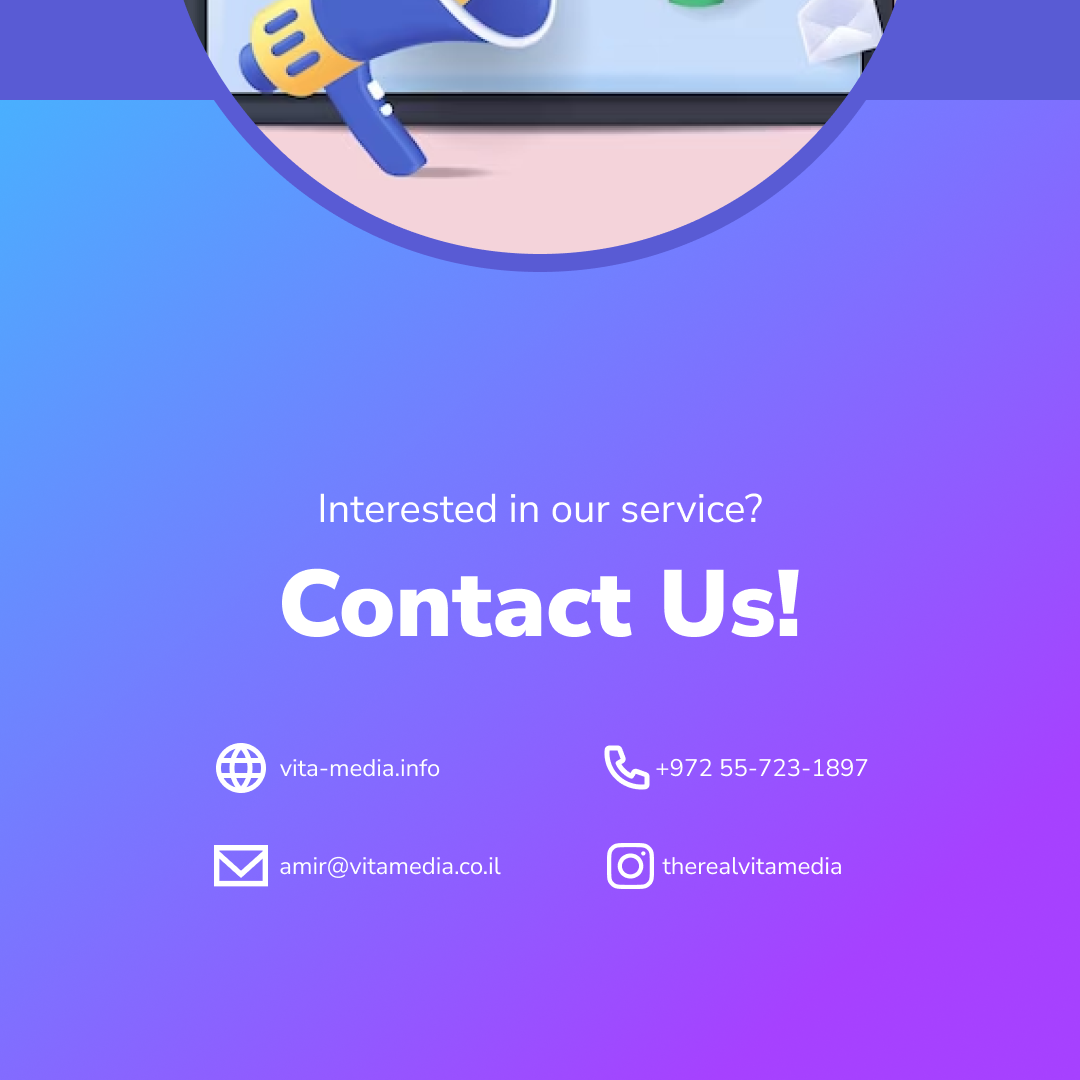 Interested in our service?
Contact Us!
vita-media.info
+972 55-723-1897
amir@vitamedia.co.il
therealvitamedia